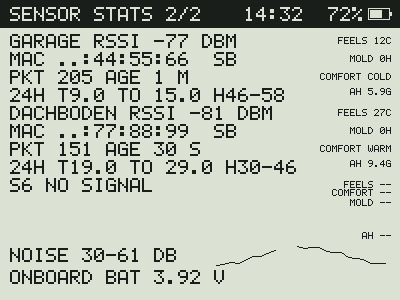 SENSOR STATS 2/2 14:32 72%
GARAGE RSSI -77 DBM FEELS 12C
MAC ..:44:55:66 SB MOLD 0H
PKT 205 AGE 1 M COMFORT COLD
24H T9.0 TO 15.0 H46-58 AH 5.9G
DACHBODEN RSSI -81 DBM FEELS 27C
MAC ..:77:88:99 SB MOLD 0H
PKT 151 AGE 30 S COMFORT WARM
24H T19.0 TO 29.0 H30-46 AH 9.4G
S6 NO SIGNAL FEELS --
COMFORT --
MOLD --
AH --
NOISE 30-61 DB
ONBOARD BAT 3.92 V